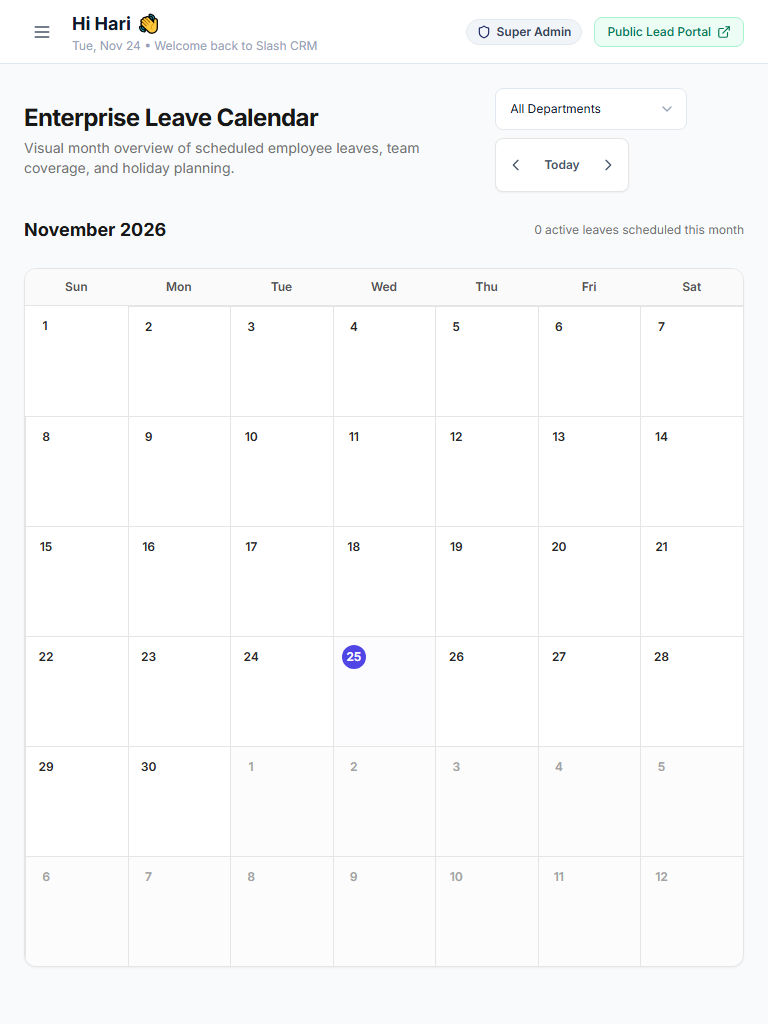 Hi Hari 👋
Tue, Nov 24 • Welcome back to Slash CRM
Super Admin
Public Lead Portal
Enterprise Leave Calendar
Visual month overview of scheduled employee leaves, team
coverage, and holiday planning.
All Departments
Today
November 2026
0 active leaves scheduled this month
Sun Mon Tue Wed Thu Fri Sat
1 2 3 4 5 6 7
8 9 10 11 12 13 14
15 16 17 18 19 20 21
22 23 24 25 26 27 28
29 30 1 2 3 4 5
6 7 8 9 10 11 12